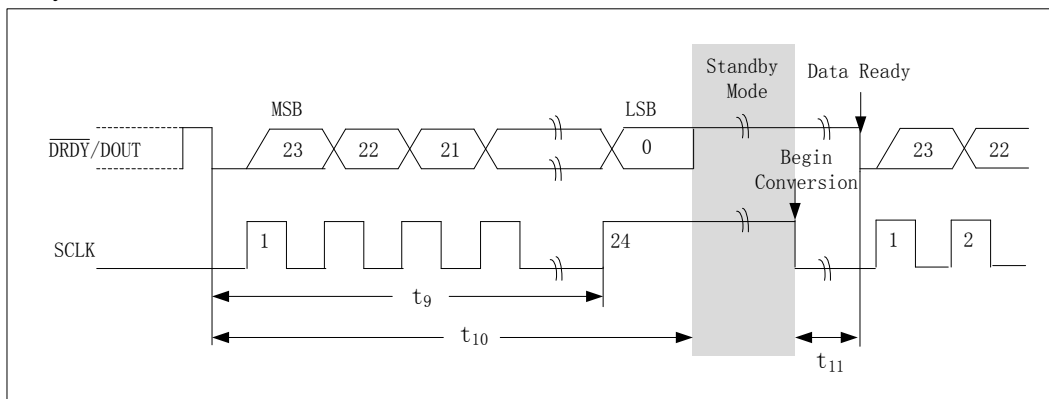 Standby
Mode
Data Ready
MSB
LSB
DRDY/DOUT
23
22
21
0
23
22
Begin
Conversion
SCLK
1
24
1
2
t9
t10
t11